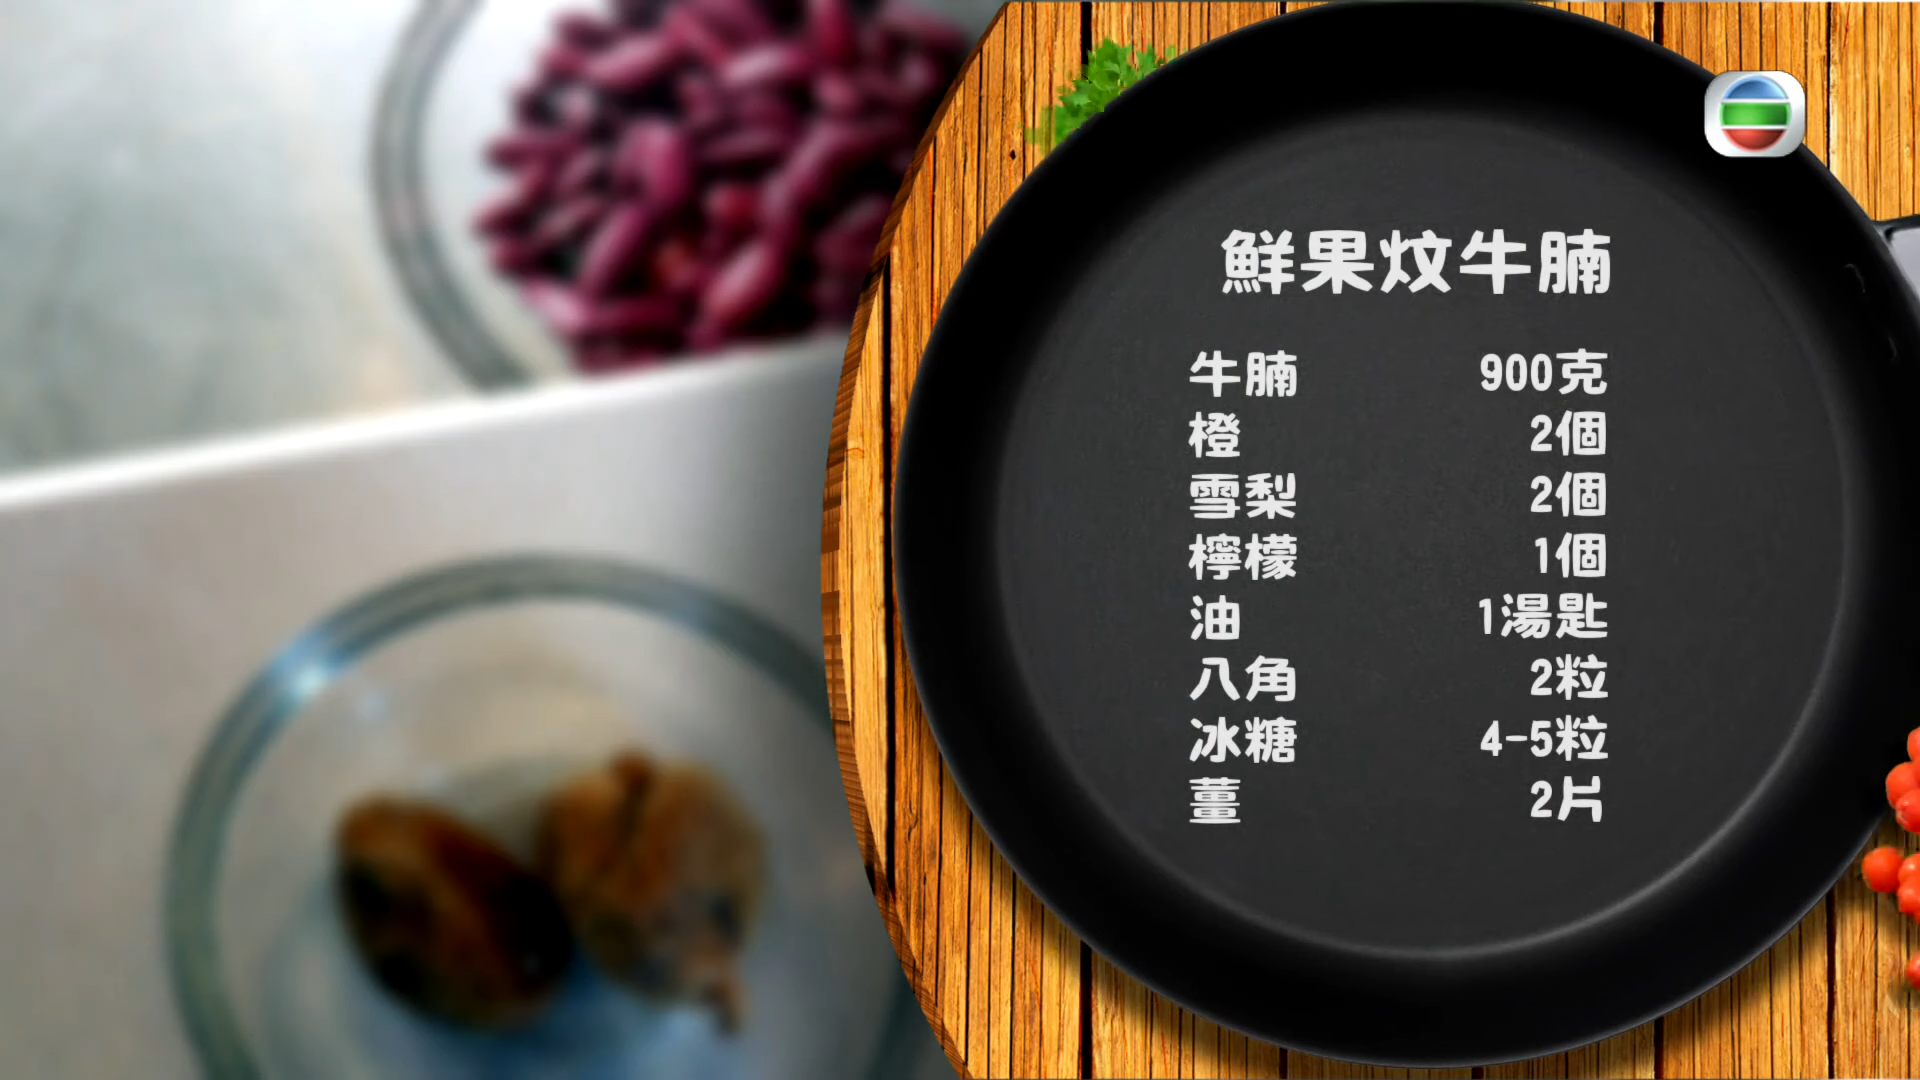 鮮果炆牛腩
牛腩 900克
橙 2個
雪梨 2個
檸檬 1個
油 1湯匙
八角 2粒
冰糖 4-5粒
薑 2片